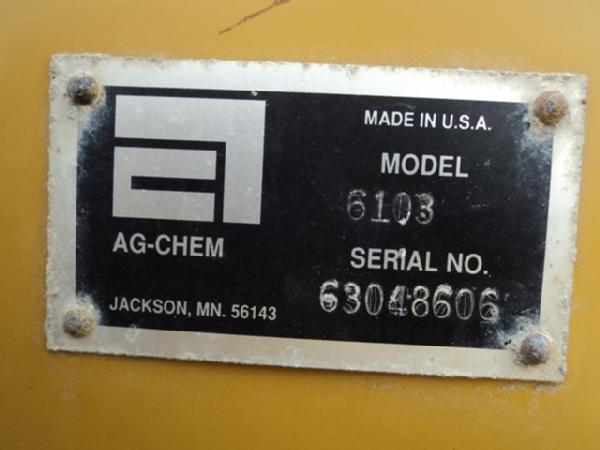 MADE IN U.S.A.
MODEL
6103
AG-CHEM
SERIAL NO.
63048606
JACKSON, MN. 56143